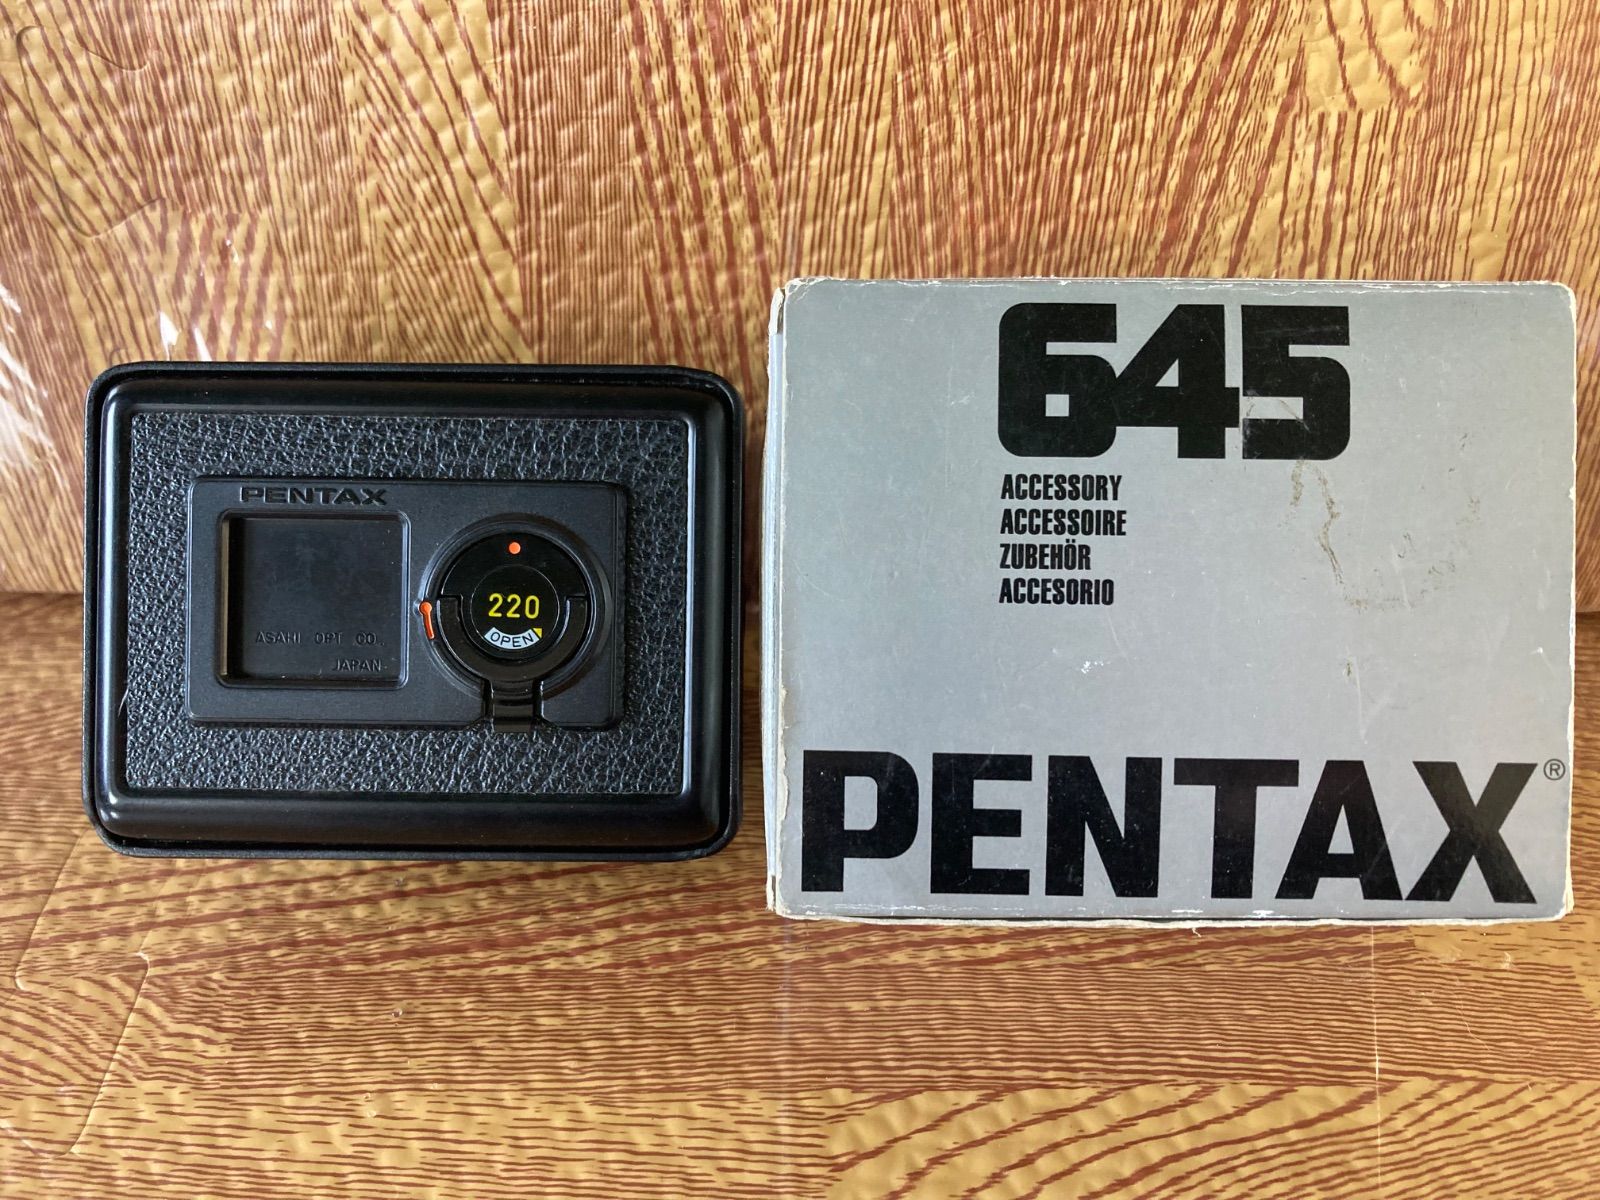 PENTAX
ASAHI OPT. CO.,
JAPAN
220
OPEN
645
ACCESSORY
ACCESSOIRE
ZUBEHÖR
ACCESORIO
PENTAX®